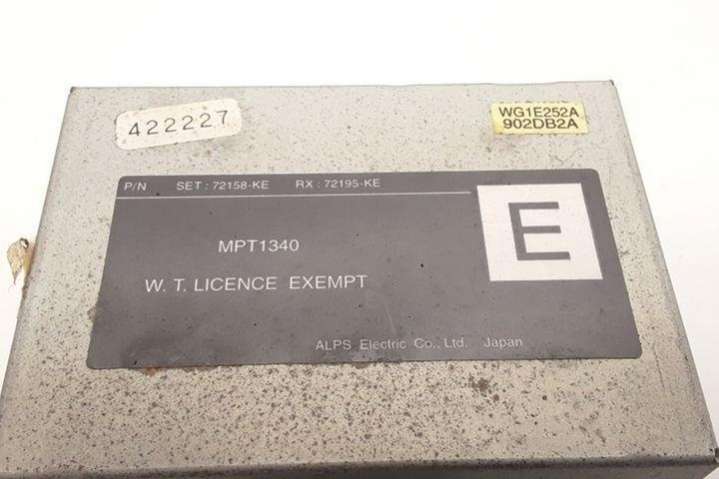 422227
WG1E252A
902DB2A
P/N SET : 72158-KE RX : 72195-KE
E
MPT1340
W. T. LICENCE EXEMPT
ALPS Electric Co., Ltd. Japan